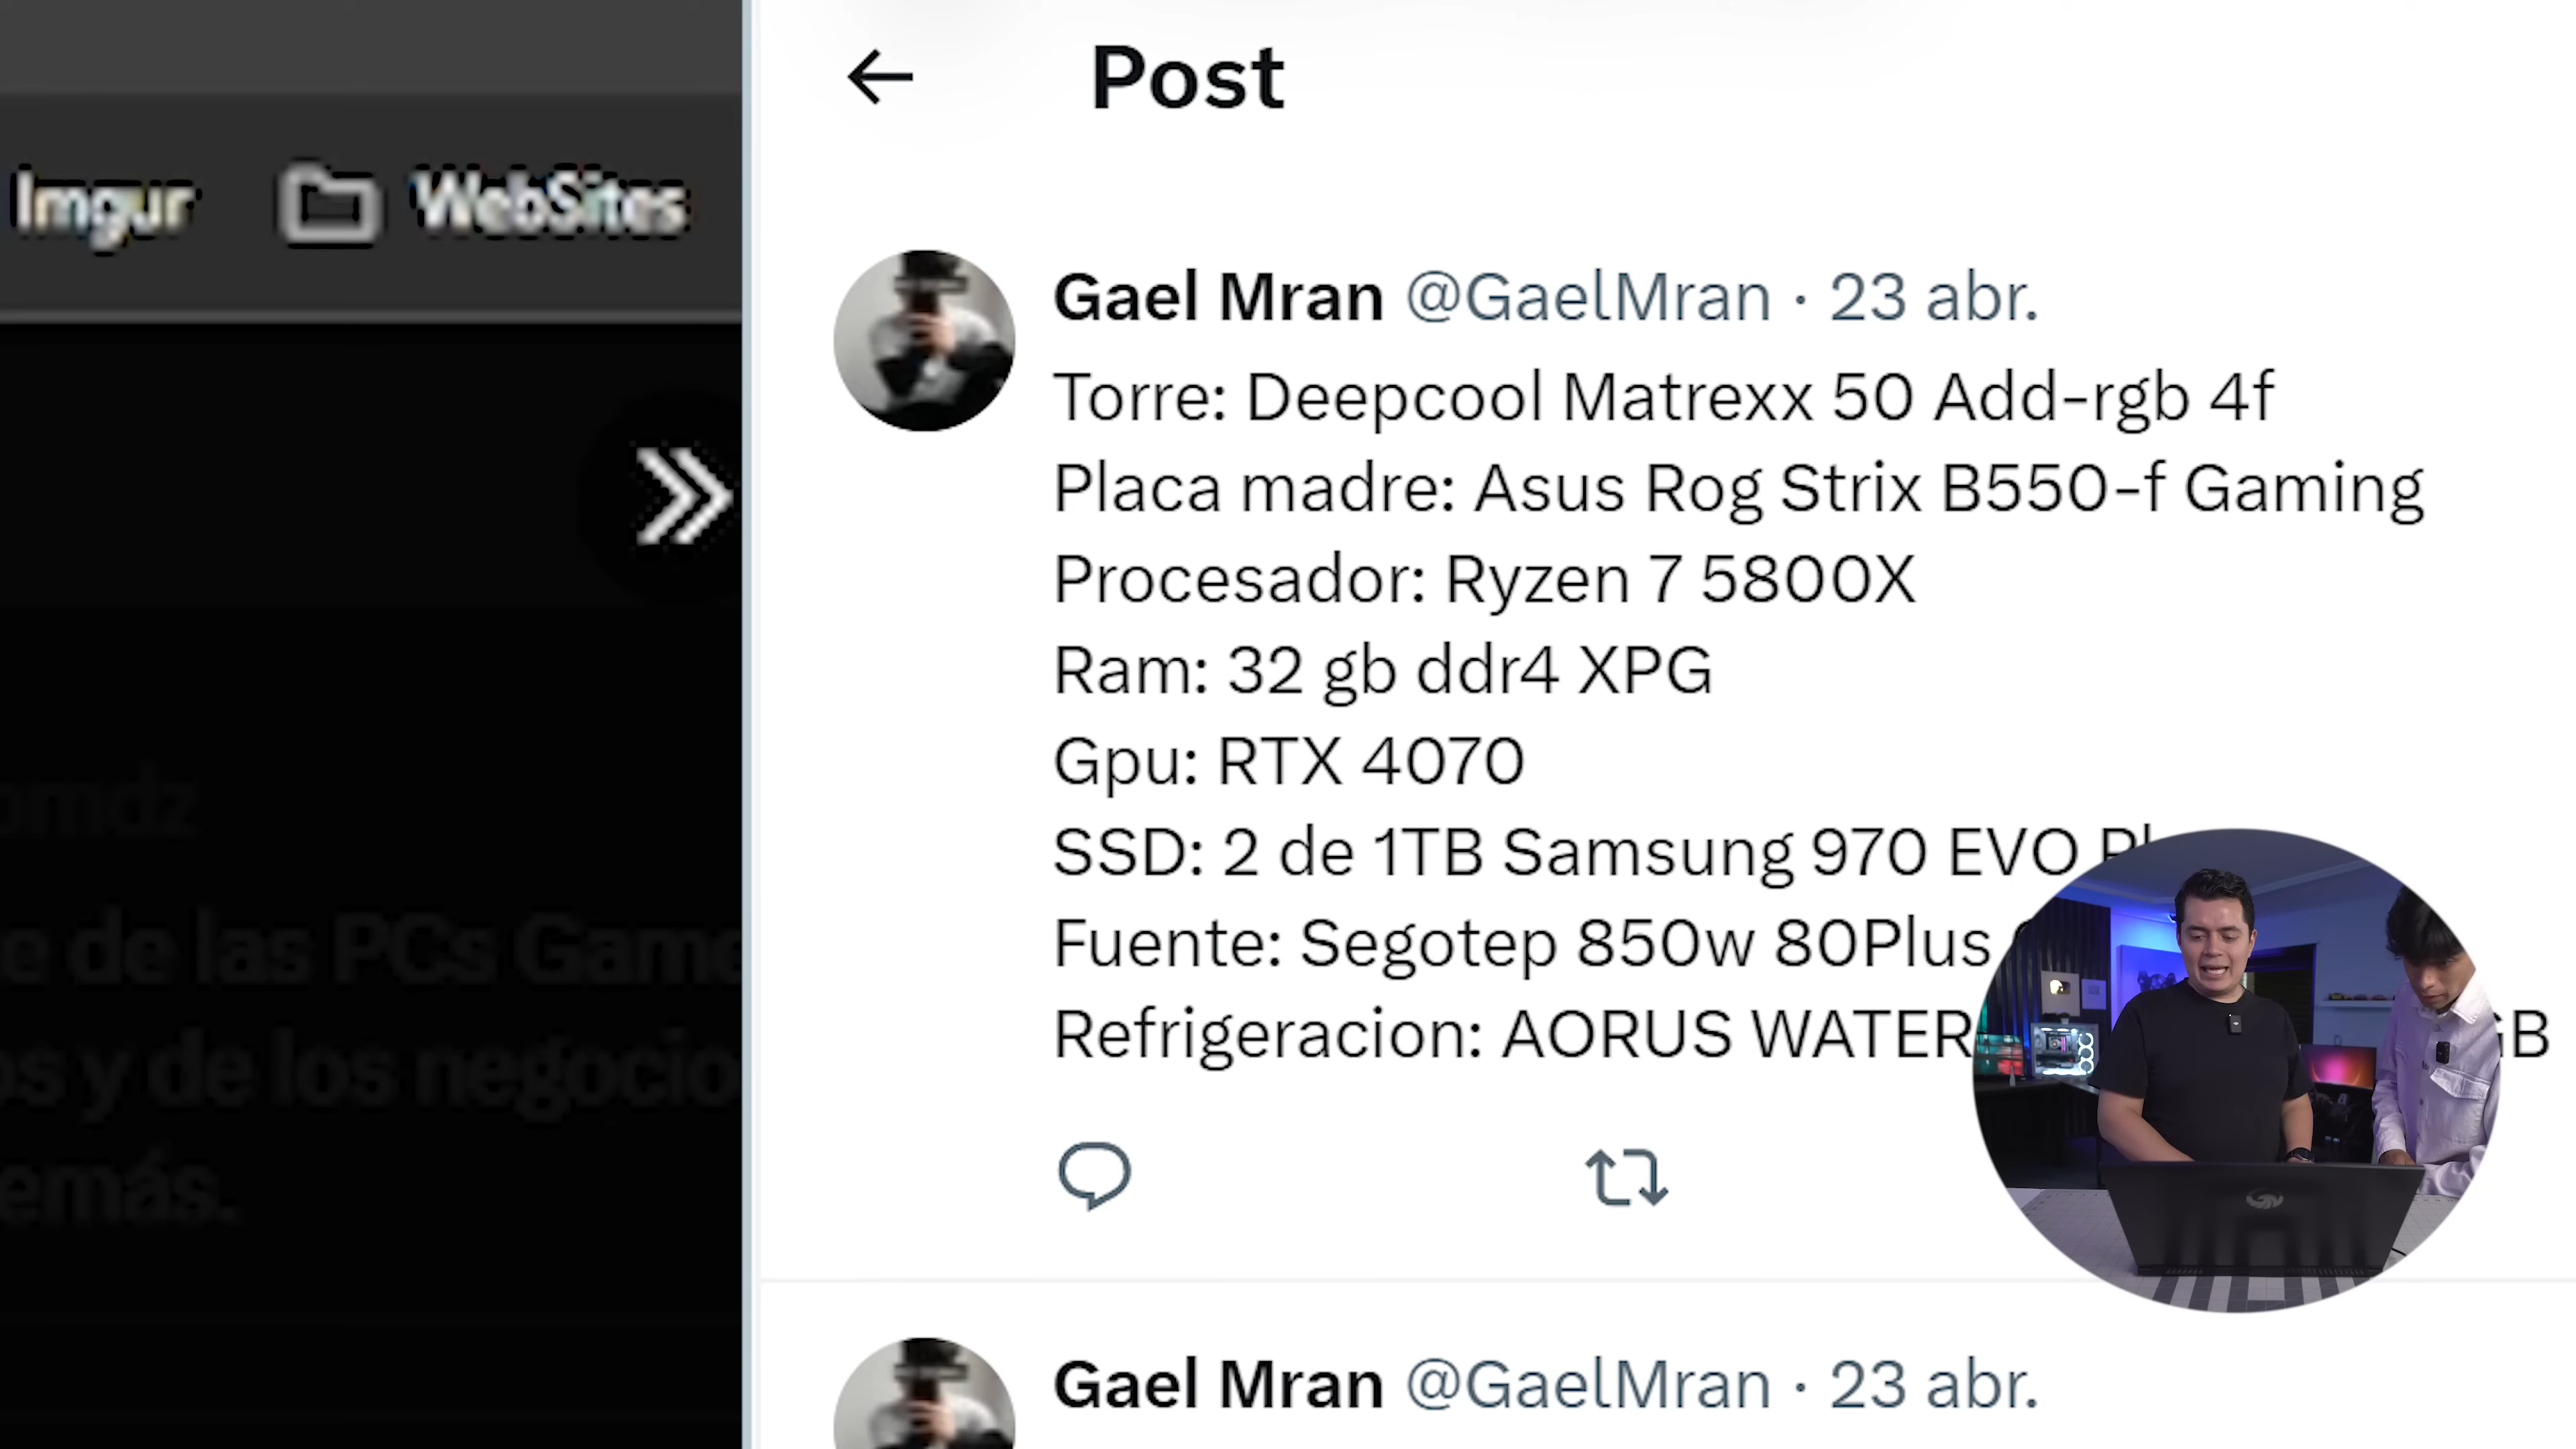 Imgur
WebSites
omdz
e de las PCs Game
os y de los negocio
emás.
Post
Gael Mran @GaelMran · 23 abr.
Torre: Deepcool Matrexx 50 Add-rgb 4f
Placa madre: Asus Rog Strix B550-f Gaming
Procesador: Ryzen 7 5800X
Ram: 32 gb ddr4 XPG
Gpu: RTX 4070
SSD: 2 de 1TB Samsung 970 EVO
Fuente: Segotep 850w 80Plus
Refrigeracion: AORUS WATER
Gael Mran @GaelMran · 23 abr.